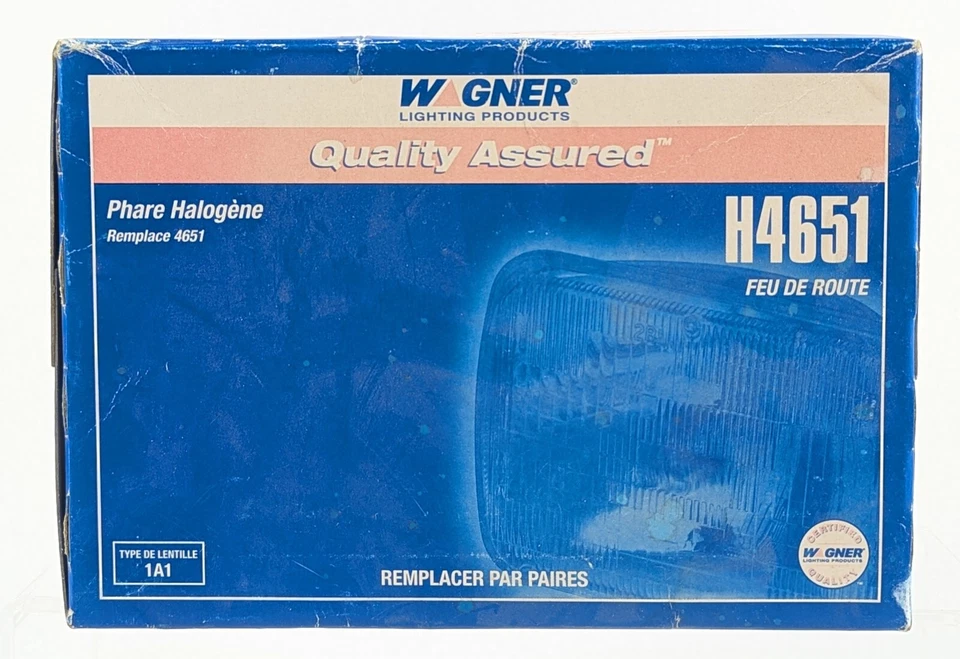 WAGNER®
LIGHTING PRODUCTS
Quality Assured™
Phare Halogène
Remplace 4651
H4651
FEU DE ROUTE
TYPE DE LENTILLE
1A1
REMPLACER PAR PAIRES
CERTIFIED
WAGNER
LIGHTING PRODUCTS
QUALITY